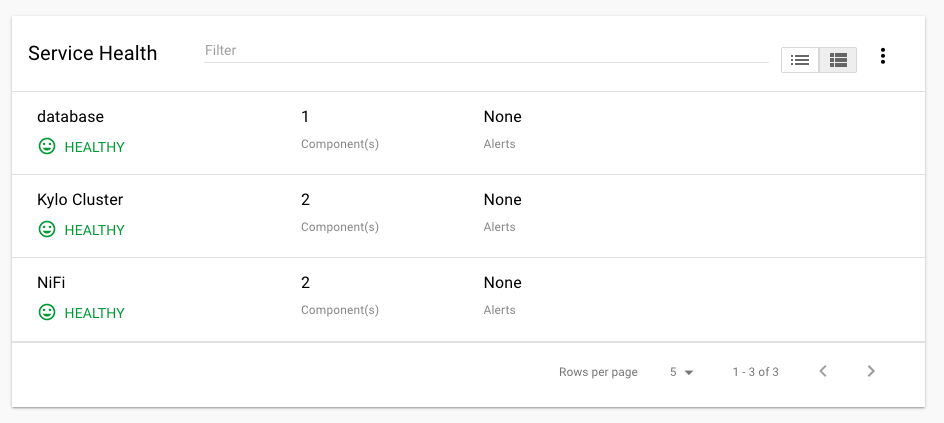 Service Health
Filter
database 1 None
HEALTHY Component(s) Alerts
Kylo Cluster 2 None
HEALTHY Component(s) Alerts
NiFi 2 None
HEALTHY Component(s) Alerts
Rows per page 5 1 - 3 of 3